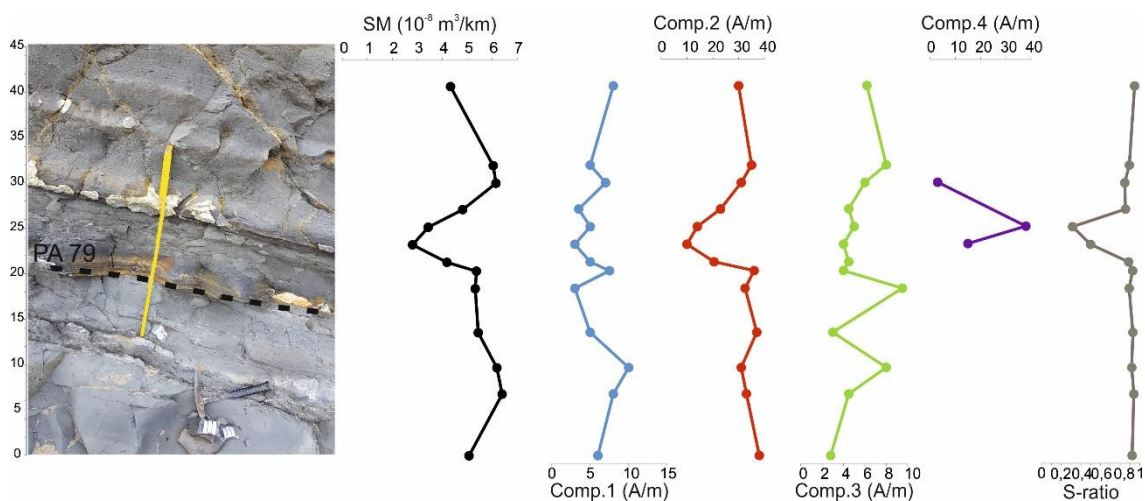 SM (10⁻⁸ m³/km)
0 1 2 3 4 5 6 7
Comp.2 (A/m)
0 10 20 30 40
Comp.4 (A/m)
0 10 20 30 40
45
40
35
30
25
20
15
10
5
0
PA 79
0 5 10 15
Comp.1 (A/m)
0 2 4 6 8 10
Comp.3 (A/m)
0 0,20,40,60,81
S-ratio